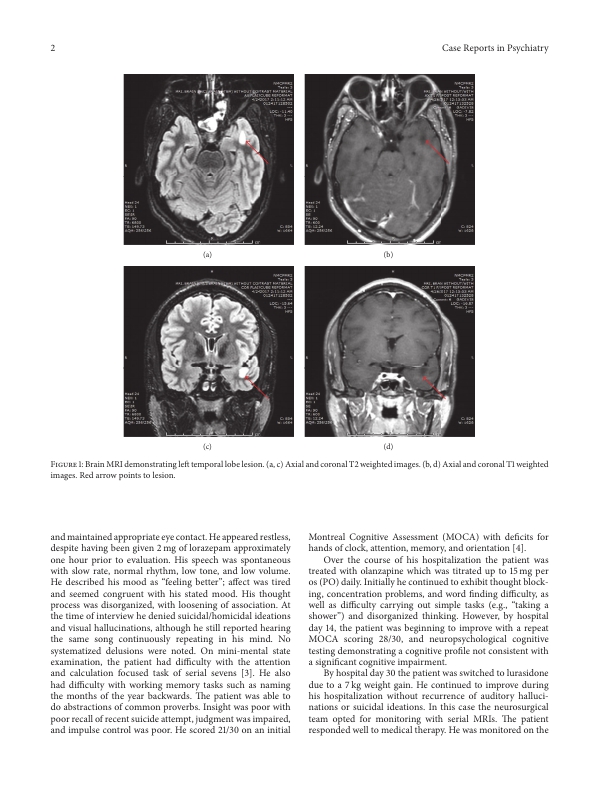 2
Case Reports in Psychiatry
(a)
(b)
(c)
(d)
FIGURE 1: Brain MRI demonstrating left temporal lobe lesion. (a, c) Axial and coronal T2 weighted images. (b, d) Axial and coronal T1 weighted
images. Red arrow points to lesion.
and maintained appropriate eye contact. He appeared restless,
despite having been given 2 mg of lorazepam approximately
one hour prior to evaluation. His speech was spontaneous
with slow rate, normal rhythm, low tone, and low volume.
He described his mood as “feeling better”; affect was tired
and seemed congruent with his stated mood. His thought
process was disorganized, with loosening of association. At
the time of interview he denied suicidal/homicidal ideations
and visual hallucinations, although he still reported hearing
the same song continuously repeating in his mind. No
systematized delusions were noted. On mini-mental state
examination, the patient had difficulty with the attention
and calculation focused task of serial sevens [3]. He also
had difficulty with working memory tasks such as naming
the months of the year backwards. The patient was able to
do abstractions of common proverbs. Insight was poor with
poor recall of recent suicide attempt, judgment was impaired,
and impulse control was poor. He scored 21/30 on an initial
Montreal Cognitive Assessment (MOCA) with deficits for
hands of clock, attention, memory, and orientation [4].
Over the course of his hospitalization the patient was
treated with olanzapine which was titrated up to 15 mg per
os (PO) daily. Initially he continued to exhibit thought block-
ing, concentration problems, and word finding difficulty, as
well as difficulty carrying out simple tasks (e.g., “taking a
shower”) and disorganized thinking. However, by hospital
day 14, the patient was beginning to improve with a repeat
MOCA scoring 28/30, and neuropsychological cognitive
testing demonstrating a cognitive profile not consistent with
a significant cognitive impairment.
By hospital day 30 the patient was switched to lurasidone
due to a 7 kg weight gain. He continued to improve during
his hospitalization without recurrence of auditory halluci-
nations or suicidal ideations. In this case the neurosurgical
team opted for monitoring with serial MRIs. The patient
responded well to medical therapy. He was monitored on the